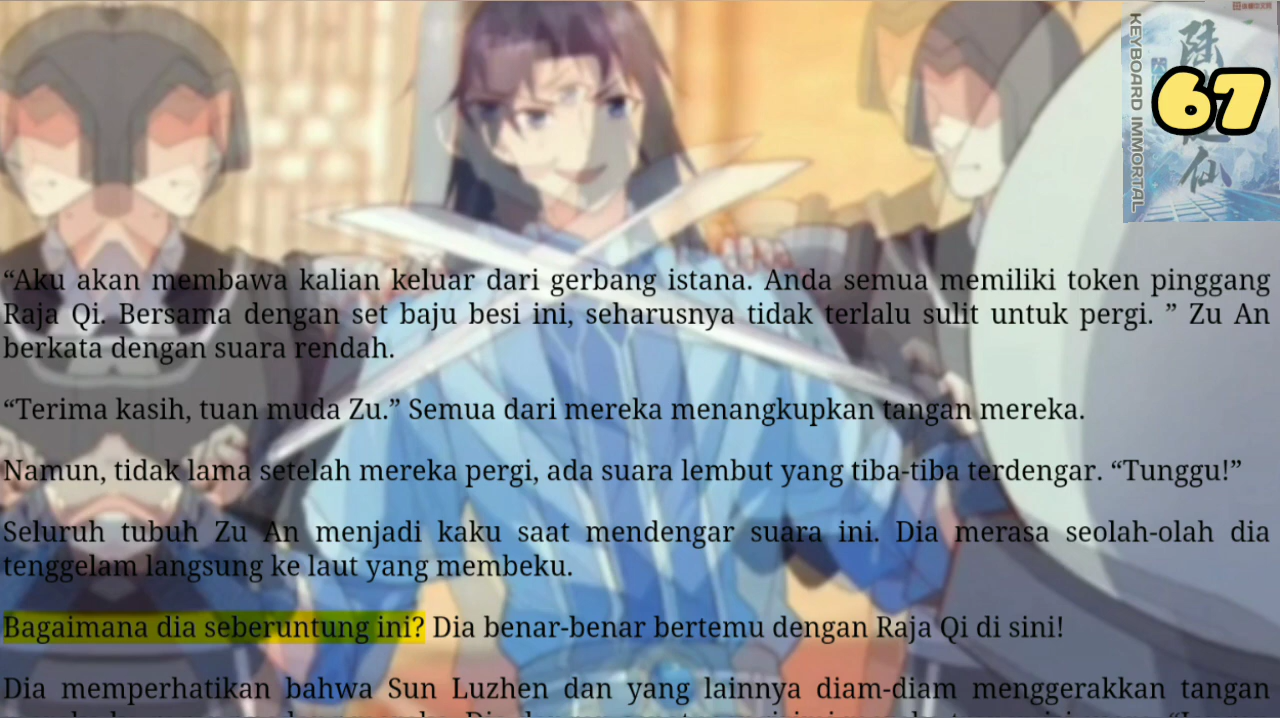 KEYBOARD IMMORTAL
67
“Aku akan membawa kalian keluar dari gerbang istana. Anda semua memiliki token pinggang
Raja Qi. Bersama dengan set baju besi ini, seharusnya tidak terlalu sulit untuk pergi. ” Zu An
berkata dengan suara rendah.
“Terima kasih, tuan muda Zu.” Semua dari mereka menangkupkan tangan mereka.
Namun, tidak lama setelah mereka pergi, ada suara lembut yang tiba-tiba terdengar. “Tunggu!”
Seluruh tubuh Zu An menjadi kaku saat mendengar suara ini. Dia merasa seolah-olah dia
tenggelam langsung ke laut yang membeku.
Bagaimana dia seberuntung ini? Dia benar-benar bertemu dengan Raja Qi di sini!
Dia memperhatikan bahwa Sun Luzhen dan yang lainnya diam-diam menggerakkan tangan